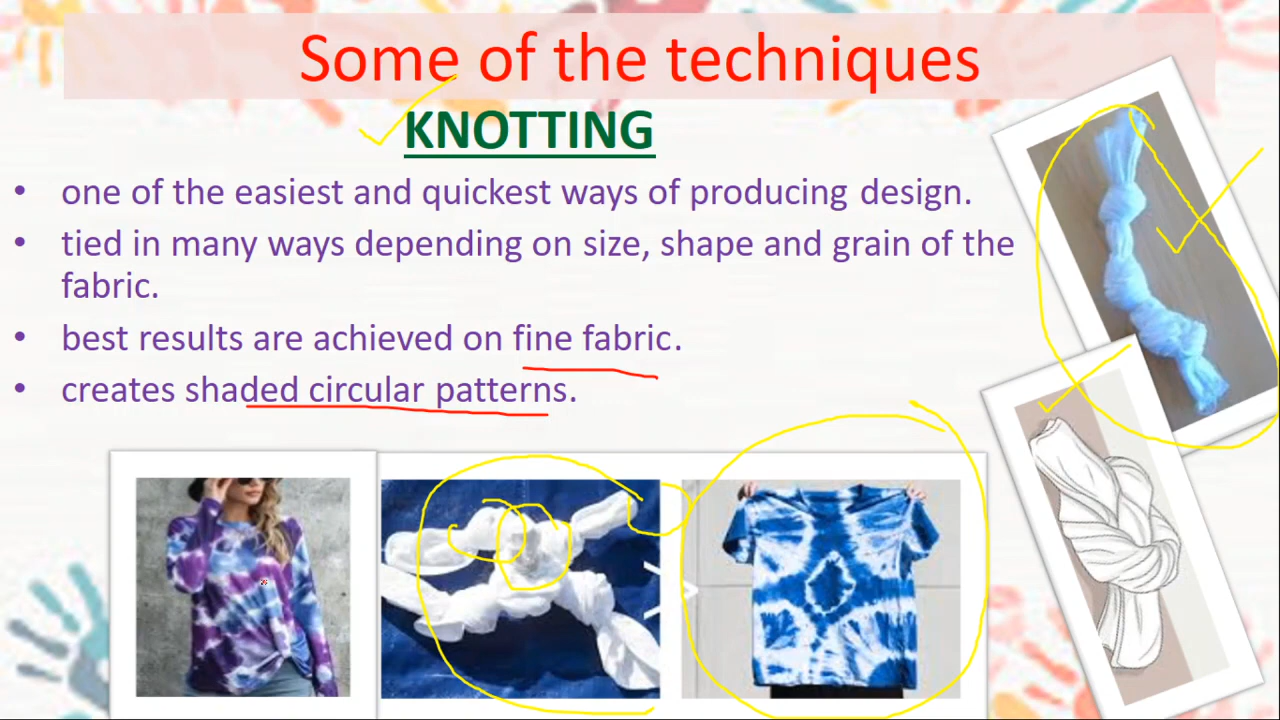 Some of the techniques
KNOTTING
• one of the easiest and quickest ways of producing design.
• tied in many ways depending on size, shape and grain of the
fabric.
• best results are achieved on fine fabric.
• creates shaded circular patterns.